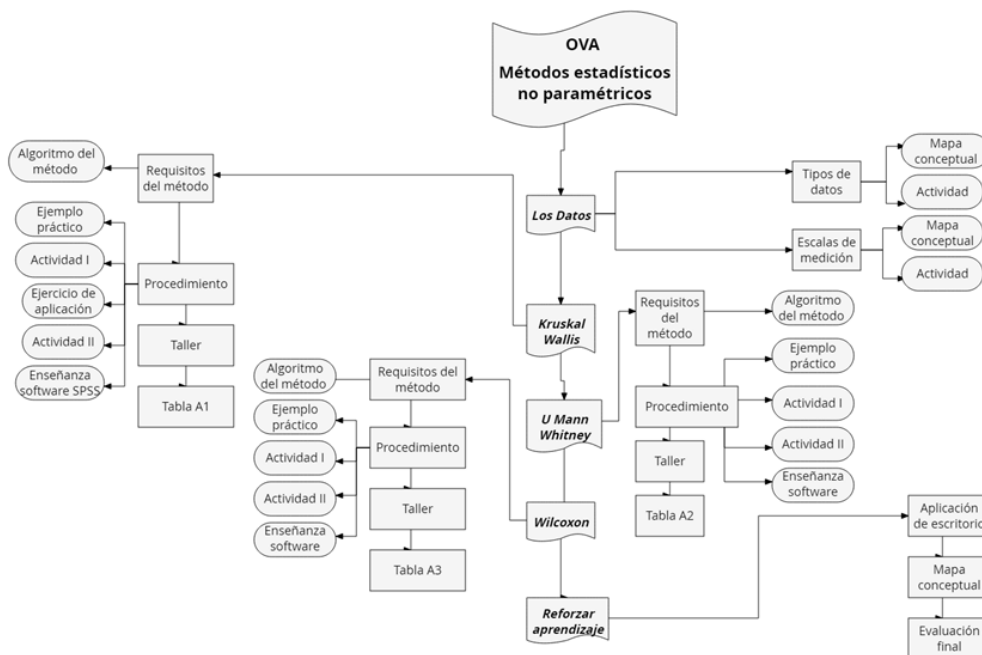 OVA
Métodos estadísticos
no paramétricos
Los Datos
Tipos de
datos
Mapa
conceptual
Actividad
Escalas de
medición
Mapa
conceptual
Actividad
Kruskal
Wallis
Requisitos
del método
Algoritmo del
método
Procedimiento
Ejemplo
práctico
Actividad I
Ejercicio de
aplicación
Actividad II
Enseñanza
software SPSS
Taller
Tabla A1
U Mann
Whitney
Requisitos
del
método
Algoritmo
del método
Procedimiento
Ejemplo
práctico
Actividad I
Actividad II
Enseñanza
software
Taller
Tabla A2
Wilcoxon
Requisitos del
método
Algoritmo
del método
Procedimiento
Ejemplo
práctico
Actividad I
Actividad II
Enseñanza
software
Taller
Tabla A3
Reforzar
aprendizaje
Aplicación
de escritorio
Mapa
conceptual
Evaluación
final